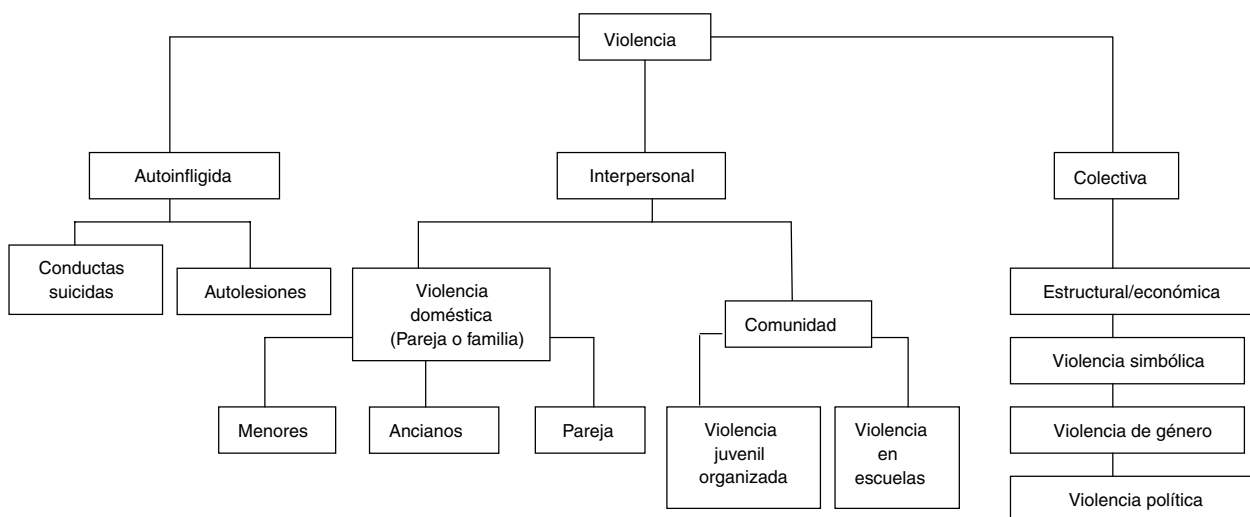 Violencia
Autoinfligida
Interpersonal
Colectiva
Conductas
suicidas
Autolesiones
Violencia
doméstica
(Pareja o familia)
Comunidad
Estructural/económica
Violencia simbólica
Menores
Ancianos
Pareja
Violencia
juvenil
organizada
Violencia
en
escuelas
Violencia de género
Violencia política